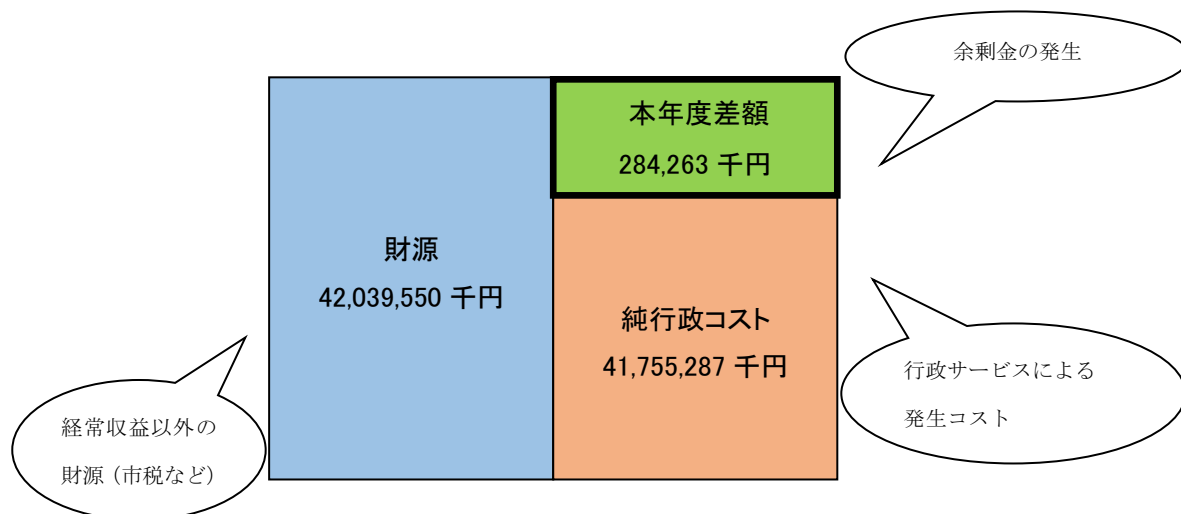 余剰金の発生
本年度差額
284,263 千円
財源
42,039,550 千円
純行政コスト
41,755,287 千円
行政サービスによる
発生コスト
経常収益以外の
財源（市税など）